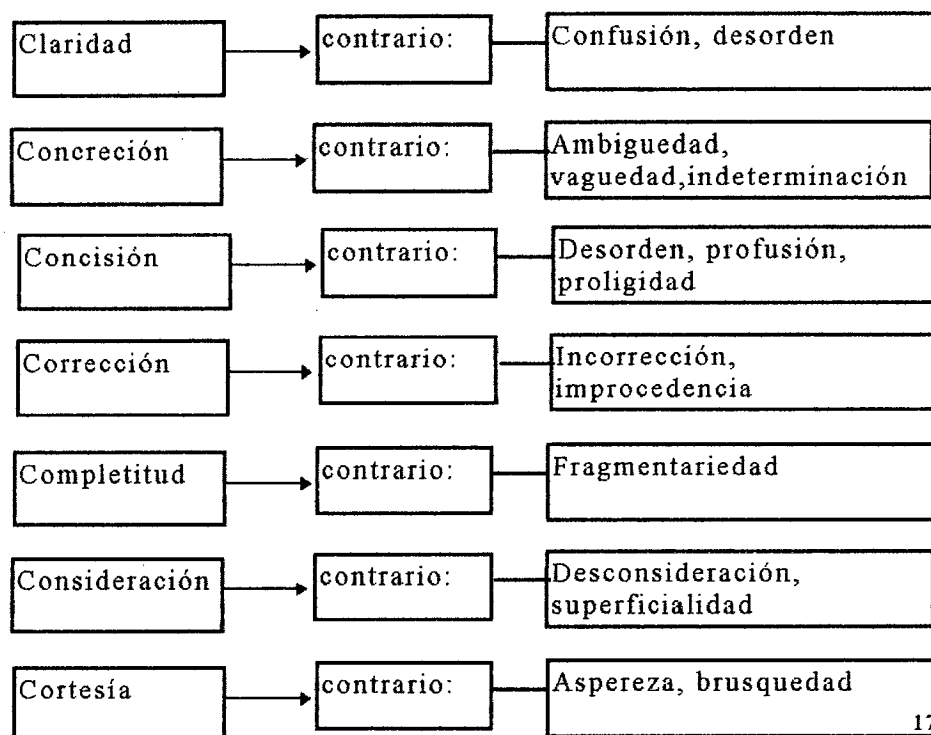 Claridad contrario: Confusión, desorden
Concreción contrario: Ambiguedad,
vaguedad,indeterminación
Concisión contrario: Desorden, profusión,
proligidad
Corrección contrario: Incorrección,
improcedencia
Completitud contrario: Fragmentariedad
Consideración contrario: Desconsideración,
superficialidad
Cortesía contrario: Aspereza, brusquedad
17